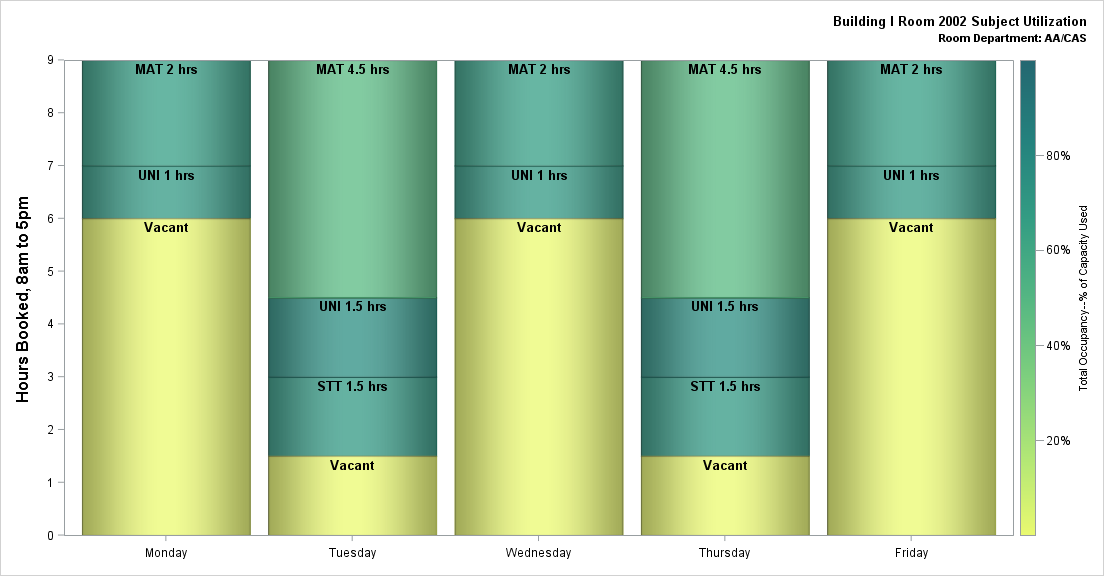 Building I Room 2002 Subject Utilization
Room Department: AA/CAS
Hours Booked, 8am to 5pm
9
8
7
6
5
4
3
2
1
0
MAT 2 hrs
UNI 1 hrs
Vacant
Monday
MAT 4.5 hrs
UNI 1.5 hrs
STT 1.5 hrs
Vacant
Tuesday
MAT 2 hrs
UNI 1 hrs
Vacant
Wednesday
MAT 4.5 hrs
UNI 1.5 hrs
STT 1.5 hrs
Vacant
Thursday
MAT 2 hrs
UNI 1 hrs
Vacant
Friday
80%
60%
40%
20%
Total Occupancy--% of Capacity Used